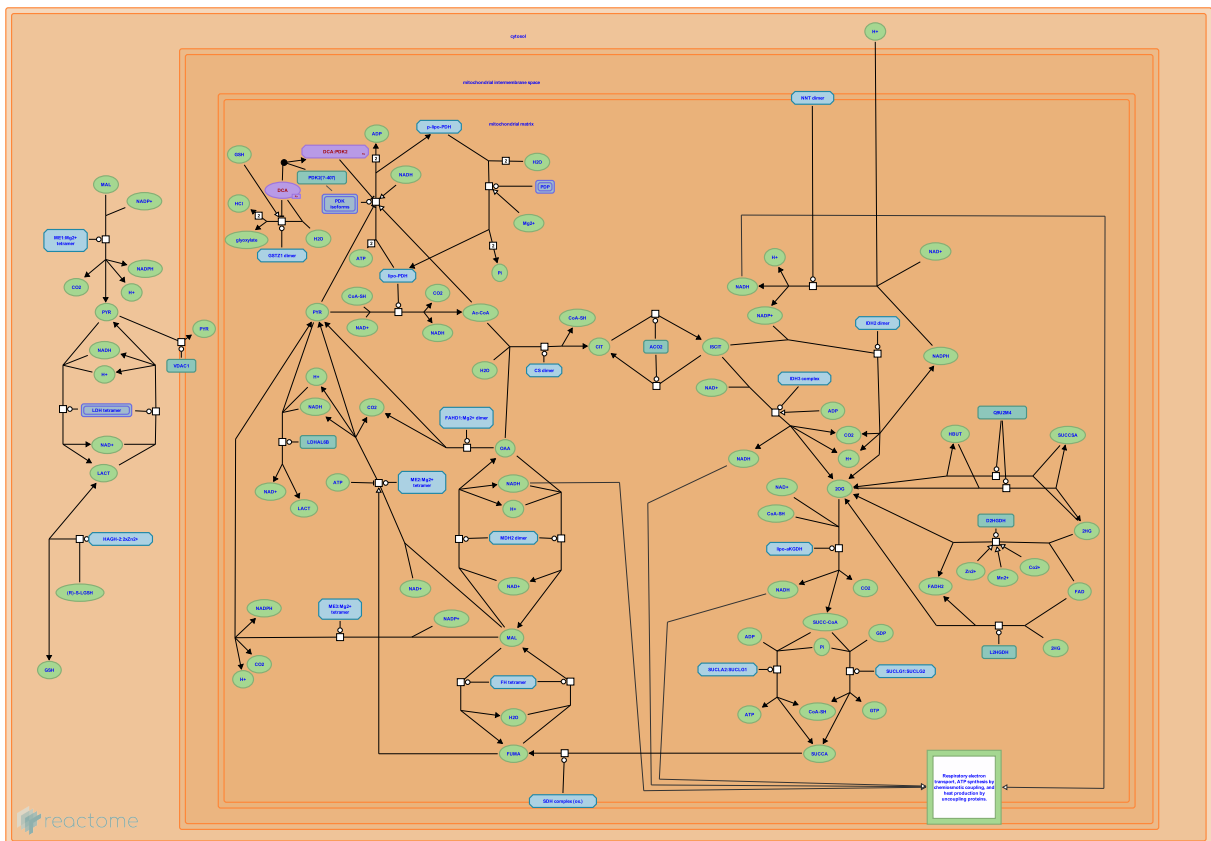 cytosol
H+
mitochondrial intermembrane space
NNT dimer
mitochondrial matrix
p-lipo-PDH
ADP
GSH
DCA:PDK2
2
2
H2O
MAL
PDK2(?-407)
NADH
DCA
PDK isoforms
PDP
NADP+
HCl
2
Mg2+
glyoxylate
H2O
2
2
ME1:Mg2+
tetramer
GSTZ1 dimer
ATP
Pi
H+
NAD+
NADPH
CO2
H+
lipo-PDH
NADH
CoA-SH
CO2
PYR
PYR
Ac-CoA
NADP+
CoA-SH
IDH2 dimer
PYR
NAD+
NADH
VDAC1
NADH
H+
H2O
CS dimer
CIT
ACO2
ISCIT
NADPH
H+
IDH3 complex
NAD+
LDH tetramer
NADH
CO2
FAHD1:Mg2+ dimer
ADP
GBU2M4
HBUT
SUCCSA
CO2
NAD+
LDHAL6B
OAA
H+
NADH
LACT
ATP
ME2:Mg2+
tetramer
NADH
2OG
NAD+
NAD+
LACT
H+
CoA-SH
D2HGDH
2HG
HAGH-2:2xZn2+
MDH2 dimer
lipo-aKGDH
Zn2+
Mn2+
Co2+
(R)-S-LGSH
NAD+
NAD+
NADH
CO2
FADH2
FAD
NADPH
ME3:Mg2+
tetramer
NADP+
SUCC-CoA
MAL
ADP
GDP
Pi
L2HGDH
2HG
CO2
GSH
H+
SUCLA2:SUCLG1
SUCLG1:SUCLG2
FH tetramer
H2O
ATP
CoA-SH
GTP
FUMA
SUCCA
SDH complex (ox.)
Respiratory electron
transport, ATP synthesis by
chemiosmotic coupling, and
heat production by
uncoupling proteins.
reactome